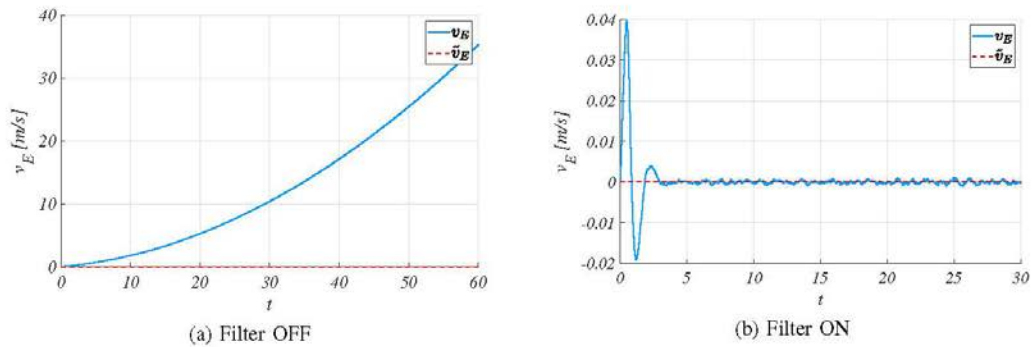 40
30
20
10
0
v_E [m/s]
0 10 20 30 40 50 60
t
v_E
ṽ_E
(a) Filter OFF
0.04
0.03
0.02
0.01
0
-0.01
-0.02
v_E [m/s]
0 5 10 15 20 25 30
t
v_E
ṽ_E
(b) Filter ON